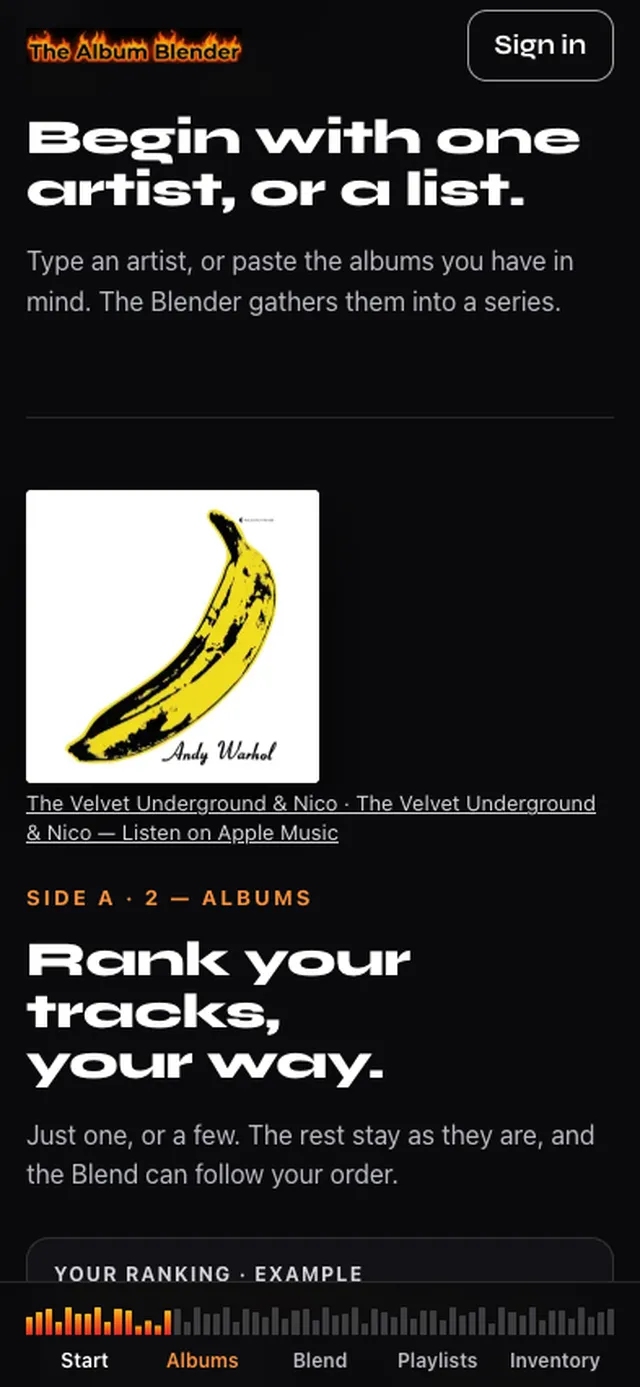 The Album Blender
Sign in
Begin with one
artist, or a list.
Type an artist, or paste the albums you have in
mind. The Blender gathers them into a series.
Andy Warhol
The Velvet Underground & Nico · The Velvet Underground
& Nico — Listen on Apple Music
SIDE A · 2 — ALBUMS
Rank your
tracks,
your way.
Just one, or a few. The rest stay as they are, and
the Blend can follow your order.
YOUR RANKING · EXAMPLE
Start
Albums
Blend
Playlists
Inventory